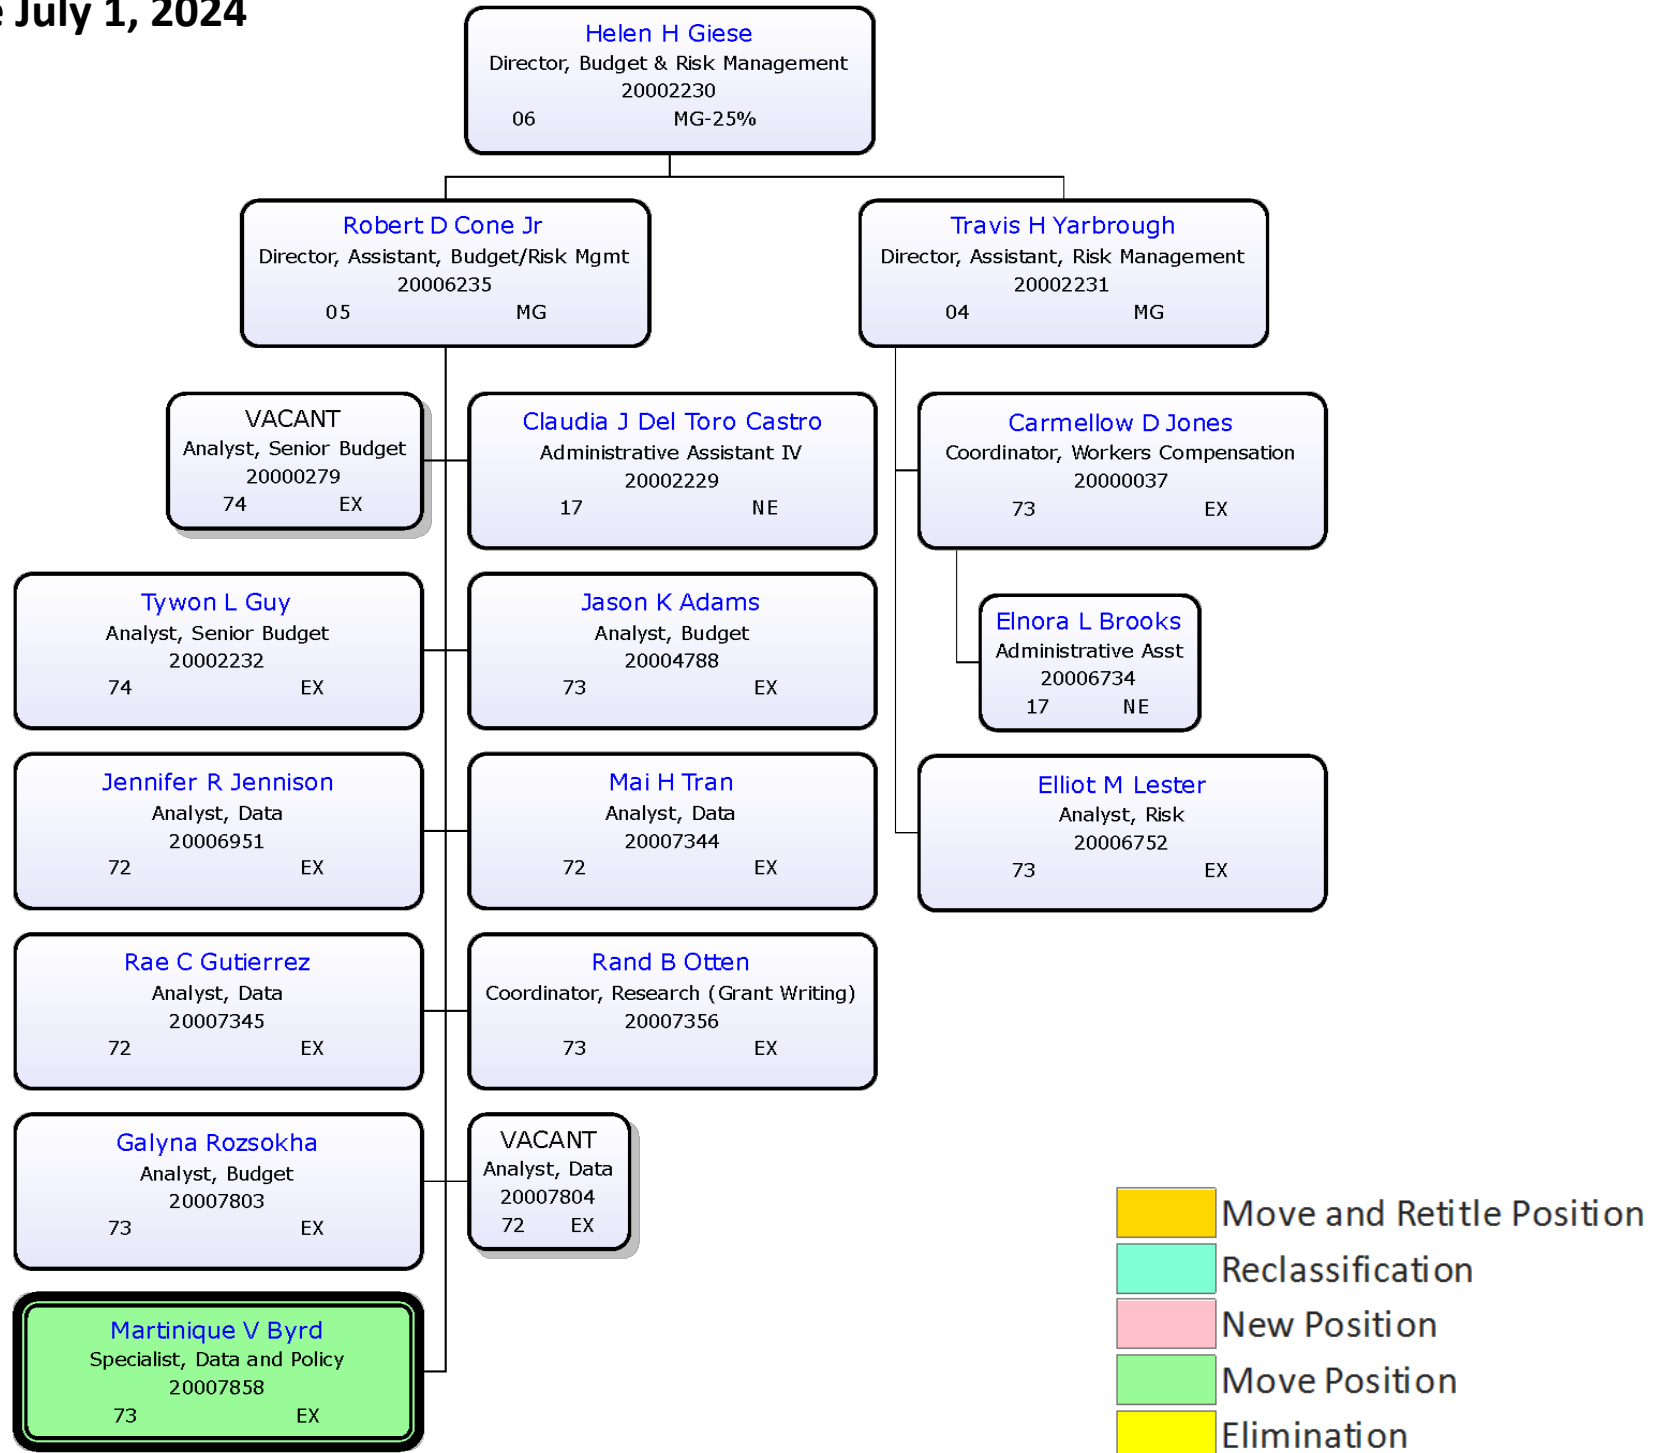 July 1, 2024
Helen H Giese
Director, Budget & Risk Management
20002230
06 MG-25%
Robert D Cone Jr
Director, Assistant, Budget/Risk Mgmt
20006235
05 MG
Travis H Yarbrough
Director, Assistant, Risk Management
20002231
04 MG
VACANT
Analyst, Senior Budget
20000279
74 EX
Claudia J Del Toro Castro
Administrative Assistant IV
20002229
17 NE
Carmellow D Jones
Coordinator, Workers Compensation
20000037
73 EX
Tywon L Guy
Analyst, Senior Budget
20002232
74 EX
Jason K Adams
Analyst, Budget
20004788
73 EX
Elnora L Brooks
Administrative Asst
20006734
17 NE
Jennifer R Jennison
Analyst, Data
20006951
72 EX
Mai H Tran
Analyst, Data
20007344
72 EX
Elliot M Lester
Analyst, Risk
20006752
73 EX
Rae C Gutierrez
Analyst, Data
20007345
72 EX
Rand B Otten
Coordinator, Research (Grant Writing)
20007356
73 EX
Galyna Rozsokha
Analyst, Budget
20007803
73 EX
VACANT
Analyst, Data
20007804
72 EX
Martinique V Byrd
Specialist, Data and Policy
20007858
73 EX
Move and Retitle Position
Reclassification
New Position
Move Position
Elimination